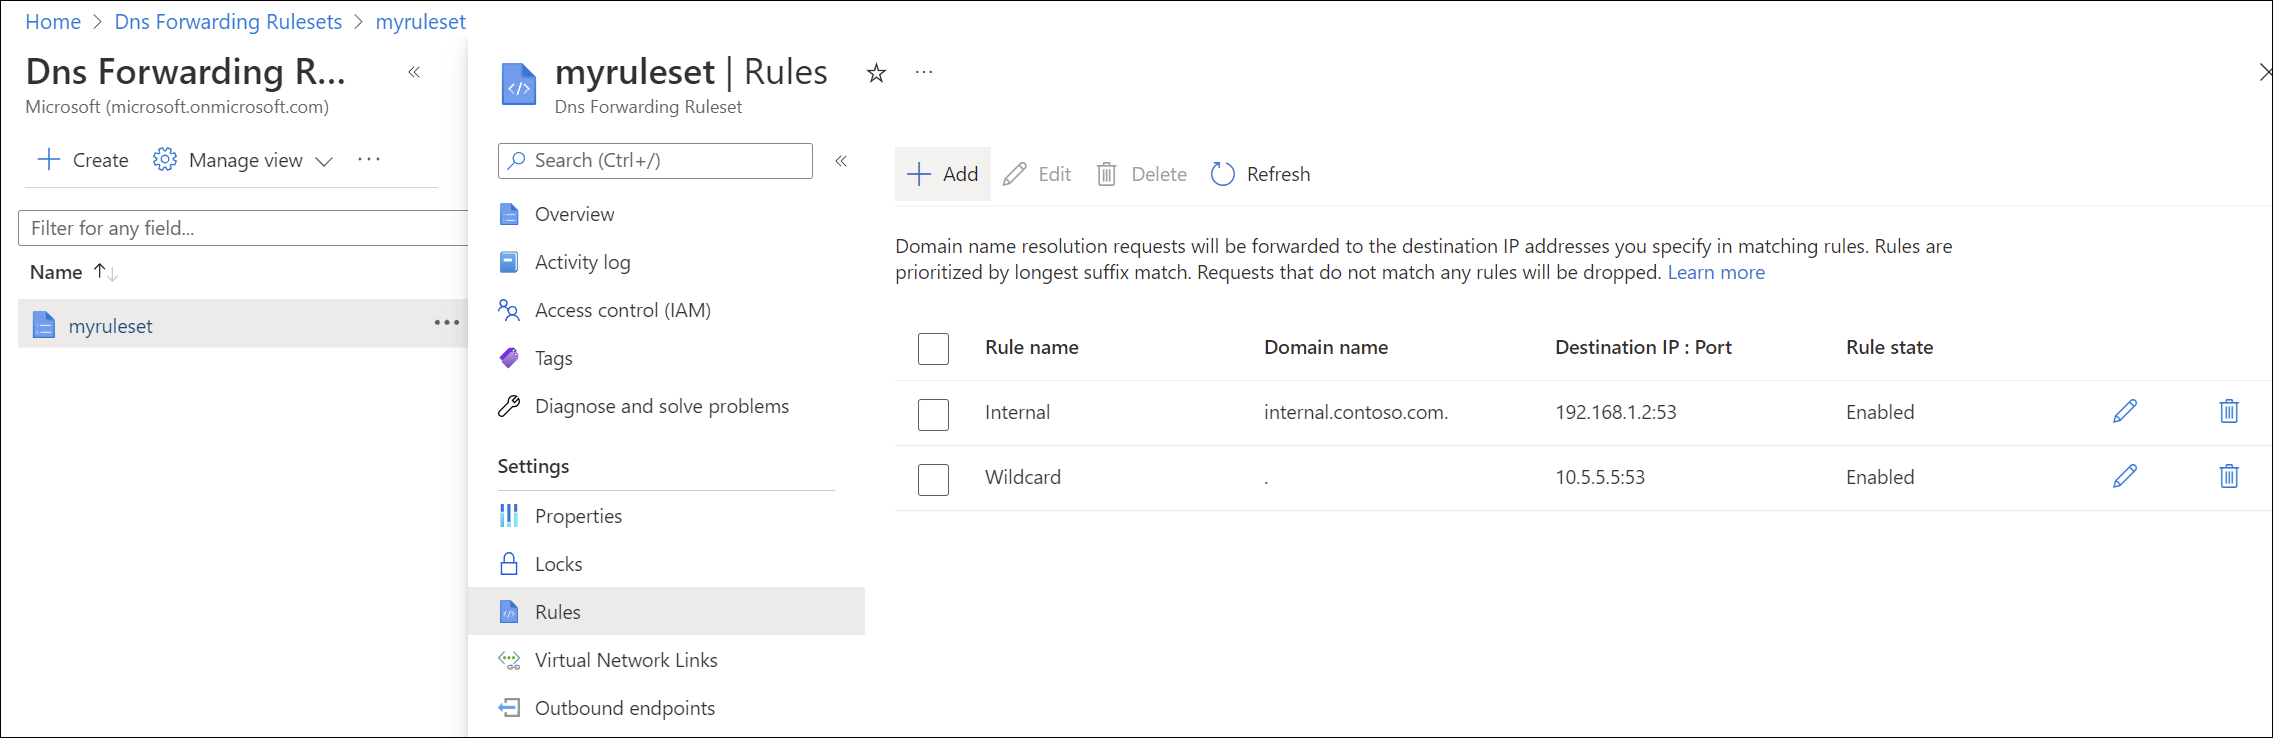 Home > Dns Forwarding Rulesets > myruleset
Dns Forwarding R... «
Microsoft (microsoft.onmicrosoft.com)
+ Create Manage view ...
Filter for any field...
Name ↑↓
myruleset ...
myruleset | Rules ...
Dns Forwarding Ruleset
Search (Ctrl+/) «
Overview
Activity log
Access control (IAM)
Tags
Diagnose and solve problems
Settings
Properties
Locks
Rules
Virtual Network Links
Outbound endpoints
+ Add Edit Delete Refresh
Domain name resolution requests will be forwarded to the destination IP addresses you specify in matching rules. Rules are
prioritized by longest suffix match. Requests that do not match any rules will be dropped. Learn more
Rule name Domain name Destination IP : Port Rule state
Internal internal.contoso.com. 192.168.1.2:53 Enabled
Wildcard . 10.5.5.5:53 Enabled